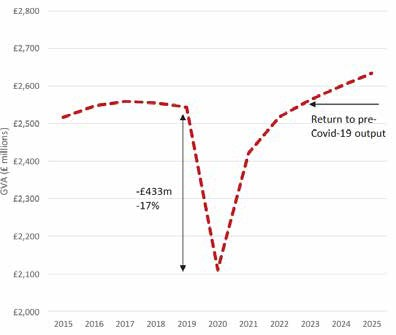 £2,800
£2,700
£2,600
£2,500
£2,400
£2,300
£2,200
£2,100
£2,000
GVA (£ millions)
-£433m
-17%
Return to pre-
Covid-19 output
2015 2016 2017 2018 2019 2020 2021 2022 2023 2024 2025